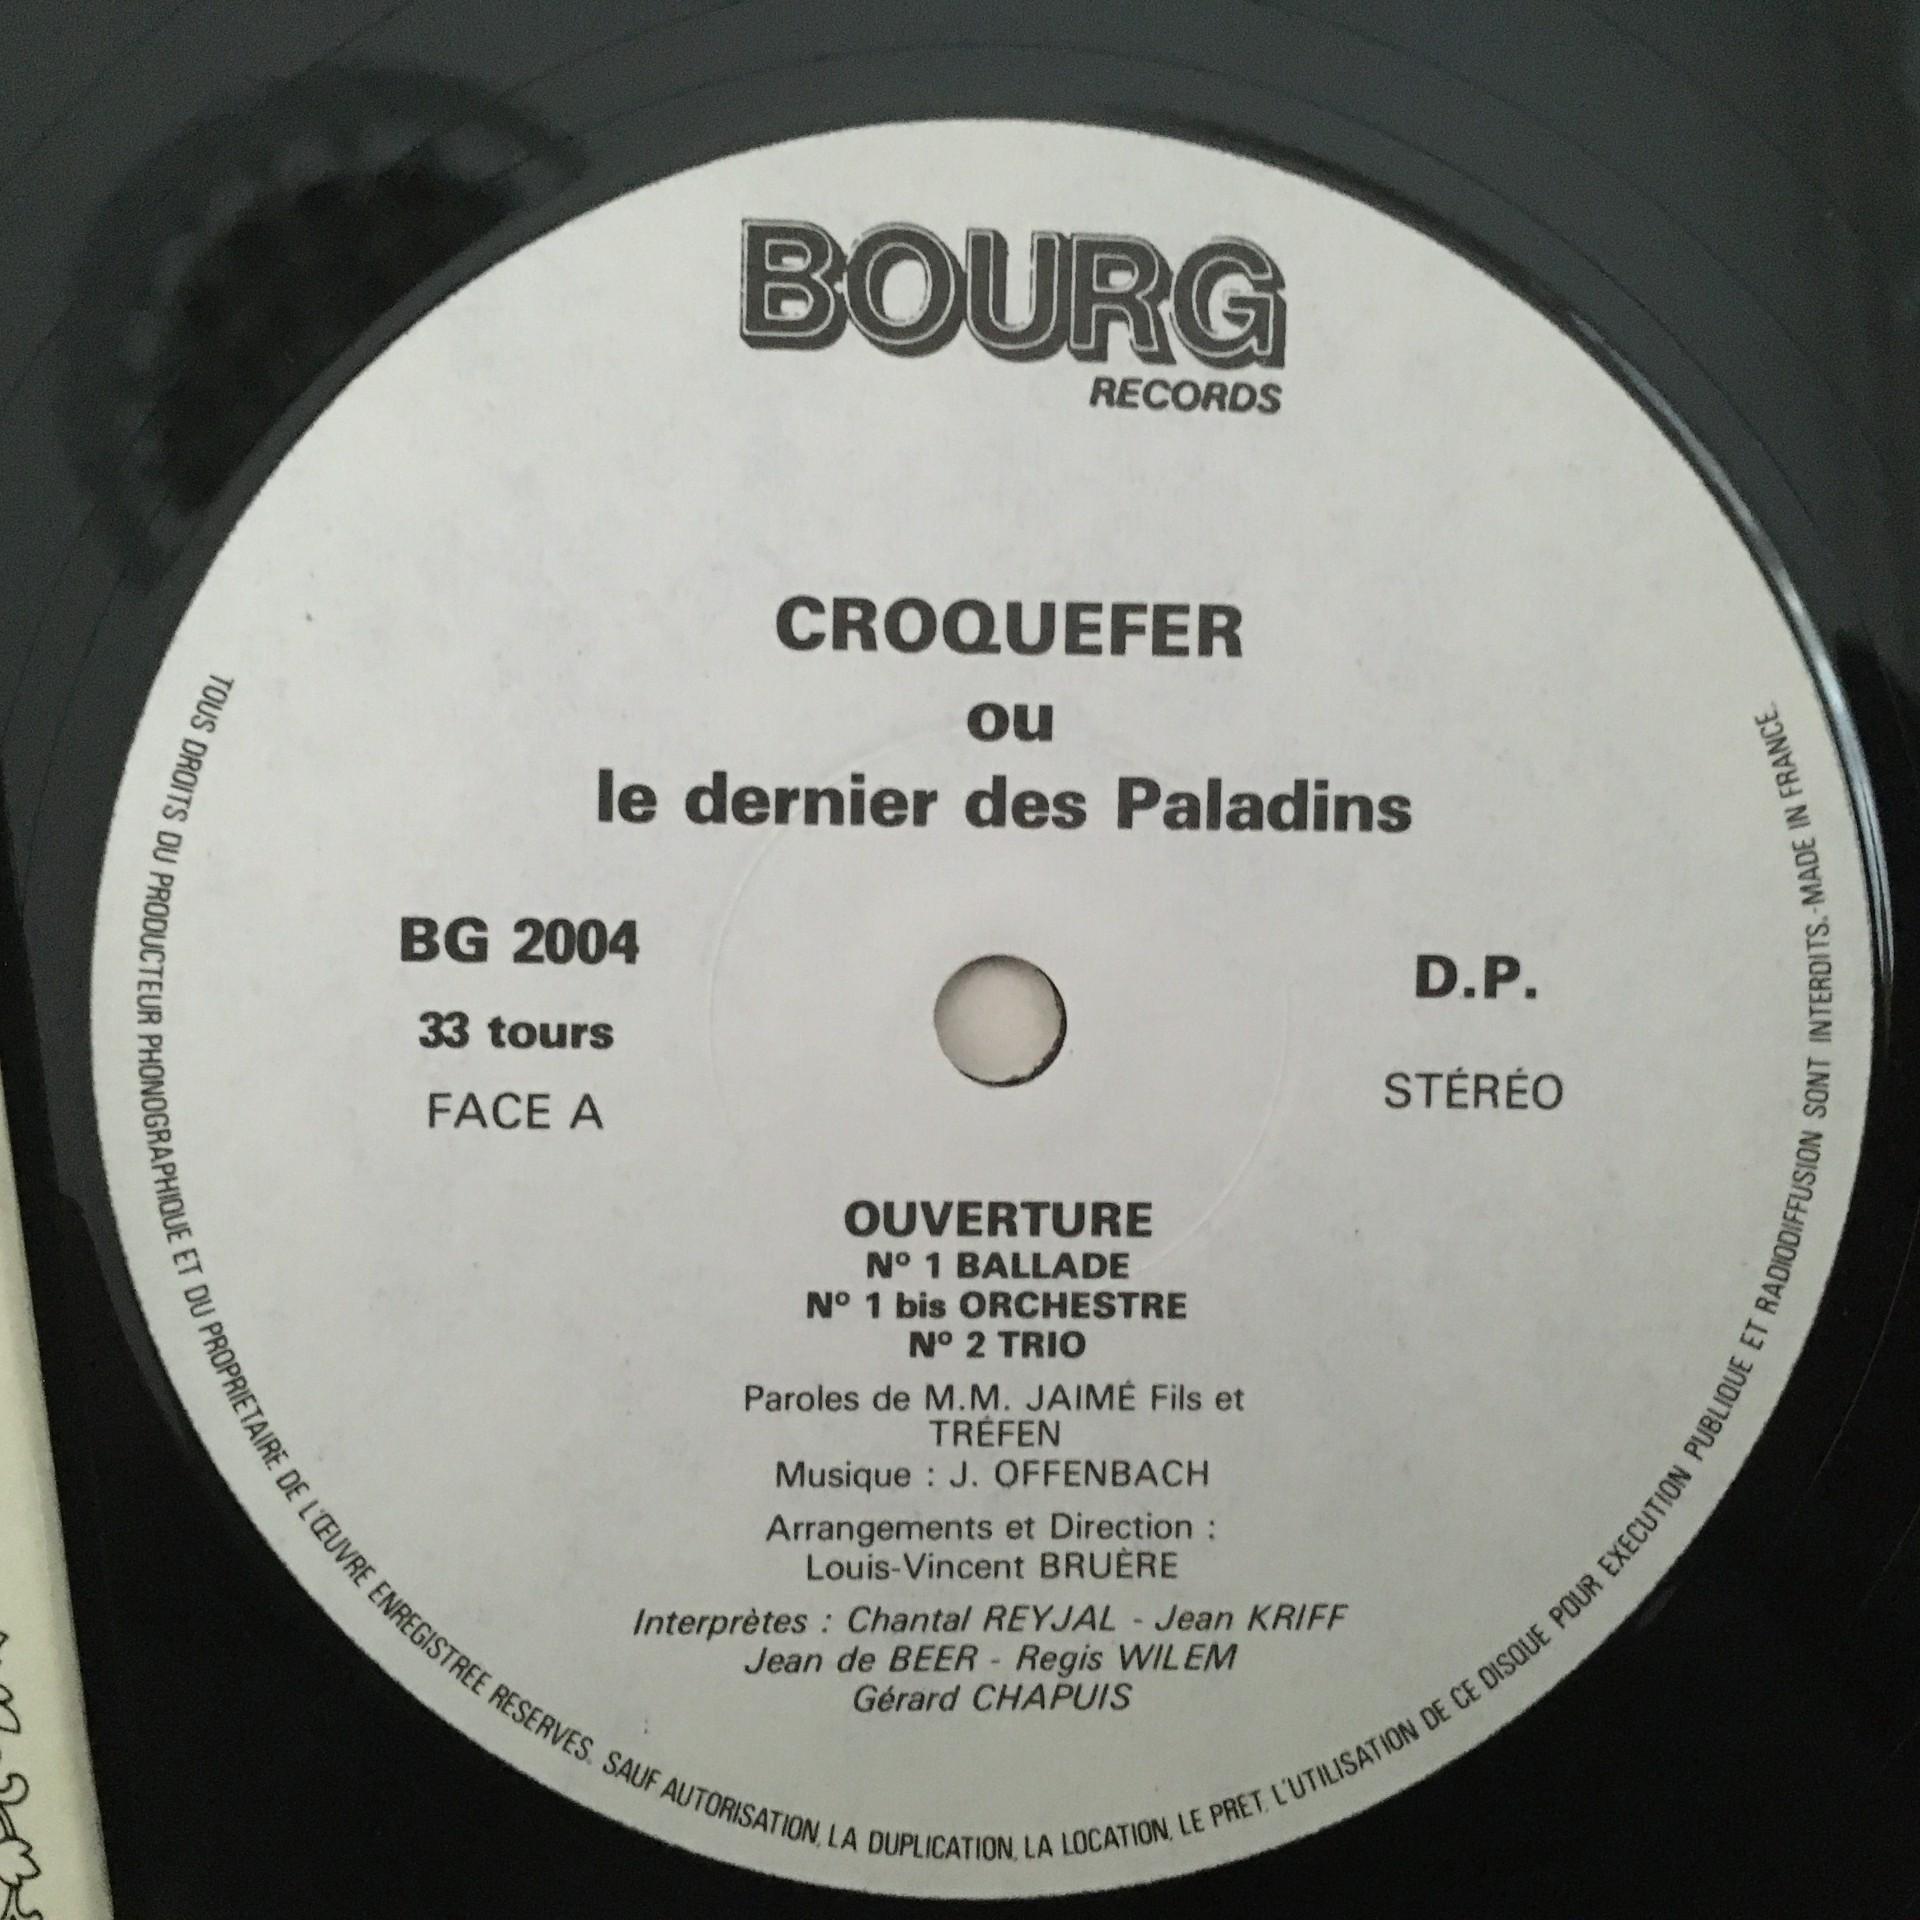 BOURG
RECORDS
CROQUEFER
ou
le dernier des Paladins
BG 2004
33 tours
FACE A
D.P.
STÉRÉO
OUVERTURE
Nº 1 BALLADE
Nº 1 bis ORCHESTRE
Nº 2 TRIO
Paroles de M.M. JAIMÉ Fils et
TRÉFEN
Musique : J. OFFENBACH
Arrangements et Direction :
Louis-Vincent BRUÈRE
Interprètes : Chantal REYJAL - Jean KRIFF
Jean de BEER - Regis WILEM
Gérard CHAPUIS
TOUS DROITS DU PRODUCTEUR PHONOGRAPHIQUE ET DU PROPRIETAIRE DE L'ŒUVRE ENREGISTREE RESERVES. SAUF AUTORISATION, LA DUPLICATION, LA LOCATION, LE PRET, L'UTILISATION DE CE DISQUE POUR EXECUTION PUBLIQUE ET RADIODIFFUSION SONT INTERDITS.-MADE IN FRANCE.